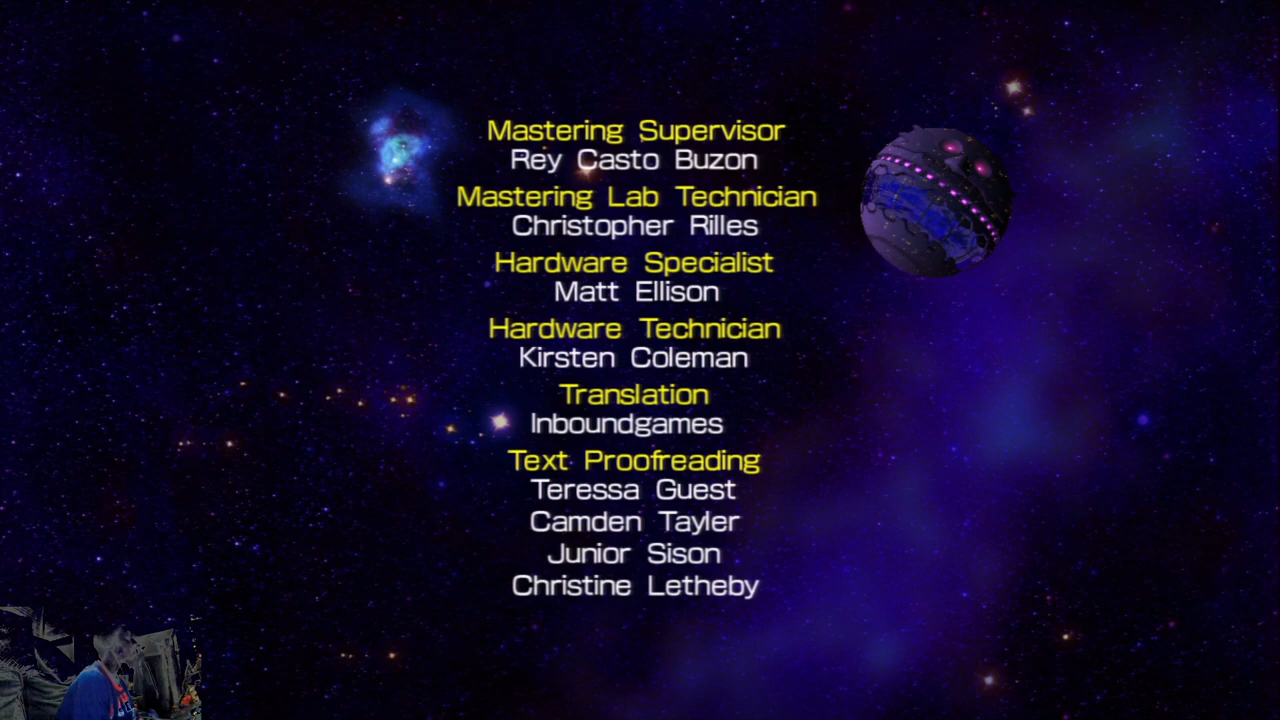 Mastering Supervisor
Rey Casto Buzon
Mastering Lab Technician
Christopher Rilles
Hardware Specialist
Matt Ellison
Hardware Technician
Kirsten Coleman
Translation
Inboundgames
Text Proofreading
Teressa Guest
Camden Tayler
Junior Sison
Christine Letheby